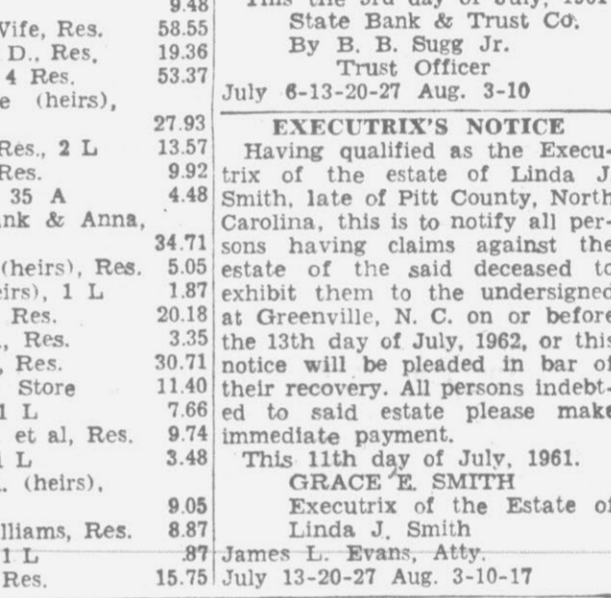 9.48
Wife, Res. 58.55
D., Res. 19.36
4 Res. 53.37
(heirs),
27.93
Res., 2 L 13.57
Res. 9.92
35 A 4.48
& Anna,
34.71
(heirs), Res. 5.05
1 L 1.87
Res. 20.18
Res. 3.35
Res. 30.71
Store 11.40
1 L 7.66
et al, Res. 9.74
L 3.48
(heirs),
9.05
Res. 8.87
1 L .87
Res. 15.75
This the 3rd day of July, 1961
State Bank & Trust Co.
By B. B. Sugg Jr.
Trust Officer
July 6-13-20-27 Aug. 3-10
EXECUTRIX'S NOTICE
Having qualified as the Execu-
trix of the estate of Linda J.
Smith, late of Pitt County, North
Carolina, this is to notify all per-
sons having claims against the
estate of the said deceased to
exhibit them to the undersigned
at Greenville, N. C. on or before
the 13th day of July, 1962, or this
notice will be pleaded in bar of
their recovery. All persons indebt-
ed to said estate please make
immediate payment.
This 11th day of July, 1961.
GRACE E. SMITH
Executrix of the Estate of
Linda J. Smith
James L. Evans, Atty.
July 13-20-27 Aug. 3-10-17